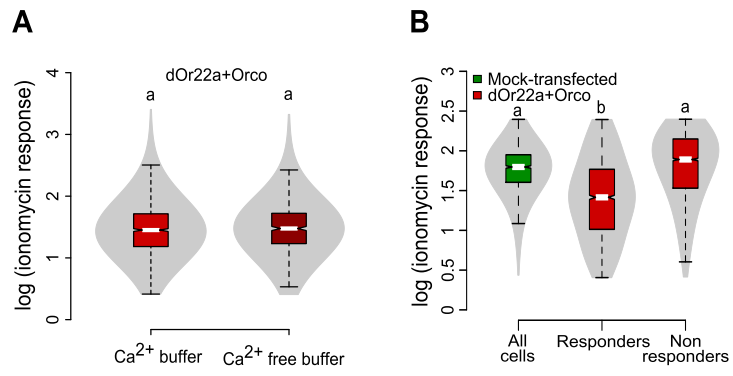 A
dOr22a+Orco
a
a
4
3
2
1
0
log (ionomycin response)
Ca2+ buffer
Ca2+ free buffer
B
Mock-transfected
dOr22a+Orco
a
b
a
3
2.5
2
1.5
1
0.5
0
log (ionomycin response)
All
cells
Responders
Non
responders